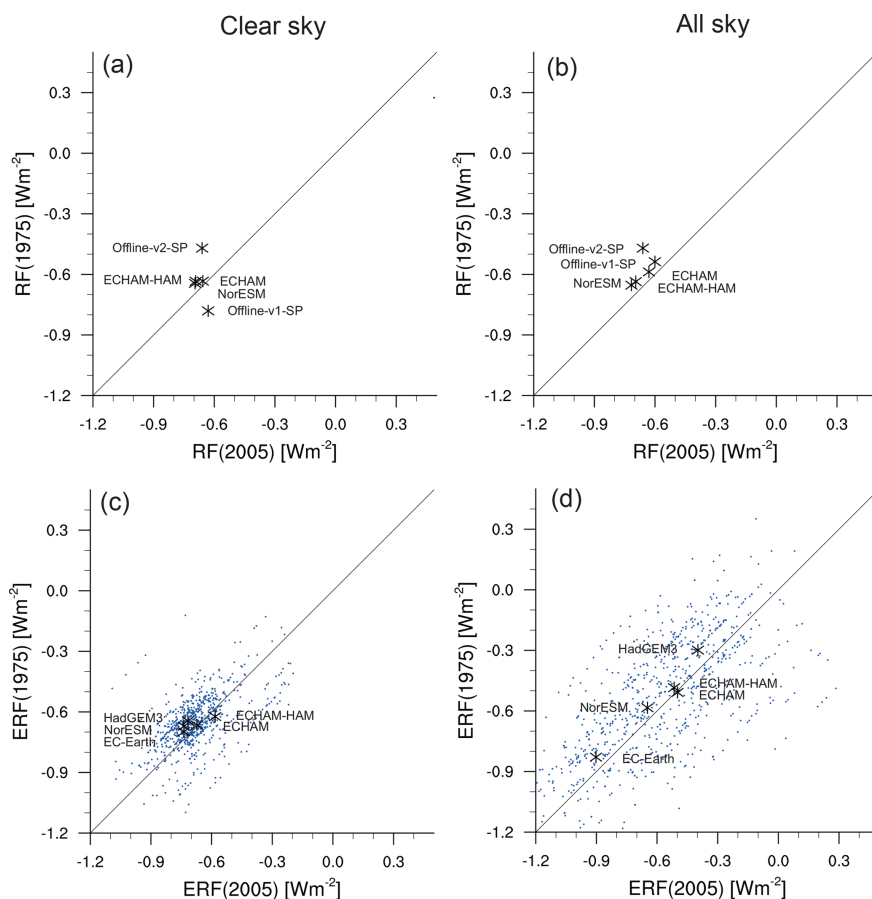 Clear sky
All sky
(a)
0.3
0.0
-0.3
-0.6
-0.9
-1.2
RF(1975) [Wm-2]
Offline-v2-SP
ECHAM-HAM
ECHAM
NorESM
Offline-v1-SP
-1.2 -0.9 -0.6 -0.3 0.0 0.3
RF(2005) [Wm-2]
(b)
0.3
0.0
-0.3
-0.6
-0.9
-1.2
RF(1975) [Wm-2]
Offline-v2-SP
Offline-v1-SP
NorESM
ECHAM
ECHAM-HAM
-1.2 -0.9 -0.6 -0.3 0.0 0.3
RF(2005) [Wm-2]
(c)
0.3
0.0
-0.3
-0.6
-0.9
-1.2
ERF(1975) [Wm-2]
HadGEM3
NorESM
EC-Earth
ECHAM-HAM
ECHAM
-1.2 -0.9 -0.6 -0.3 0.0 0.3
ERF(2005) [Wm-2]
(d)
0.3
0.0
-0.3
-0.6
-0.9
-1.2
ERF(1975) [Wm-2]
HadGEM3
ECHAM-HAM
ECHAM
NorESM
EC-Earth
-1.2 -0.9 -0.6 -0.3 0.0 0.3
ERF(2005) [Wm-2]